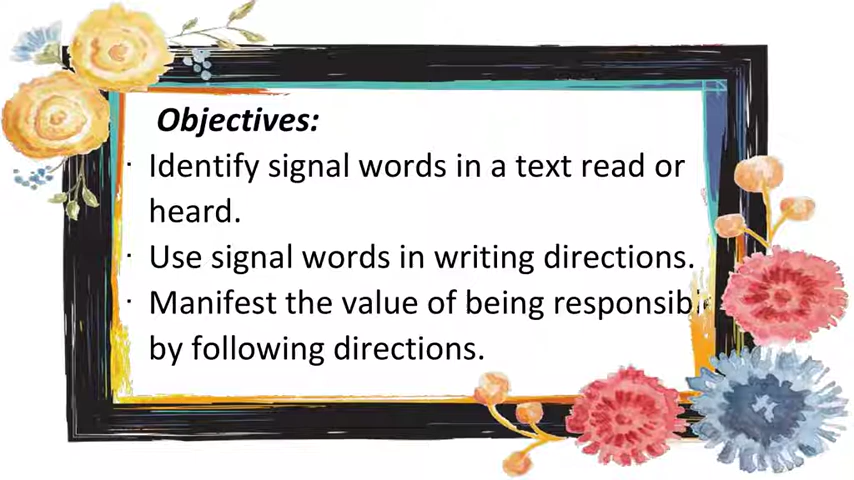 Objectives:
· Identify signal words in a text read or
heard.
· Use signal words in writing directions.
· Manifest the value of being responsible
by following directions.